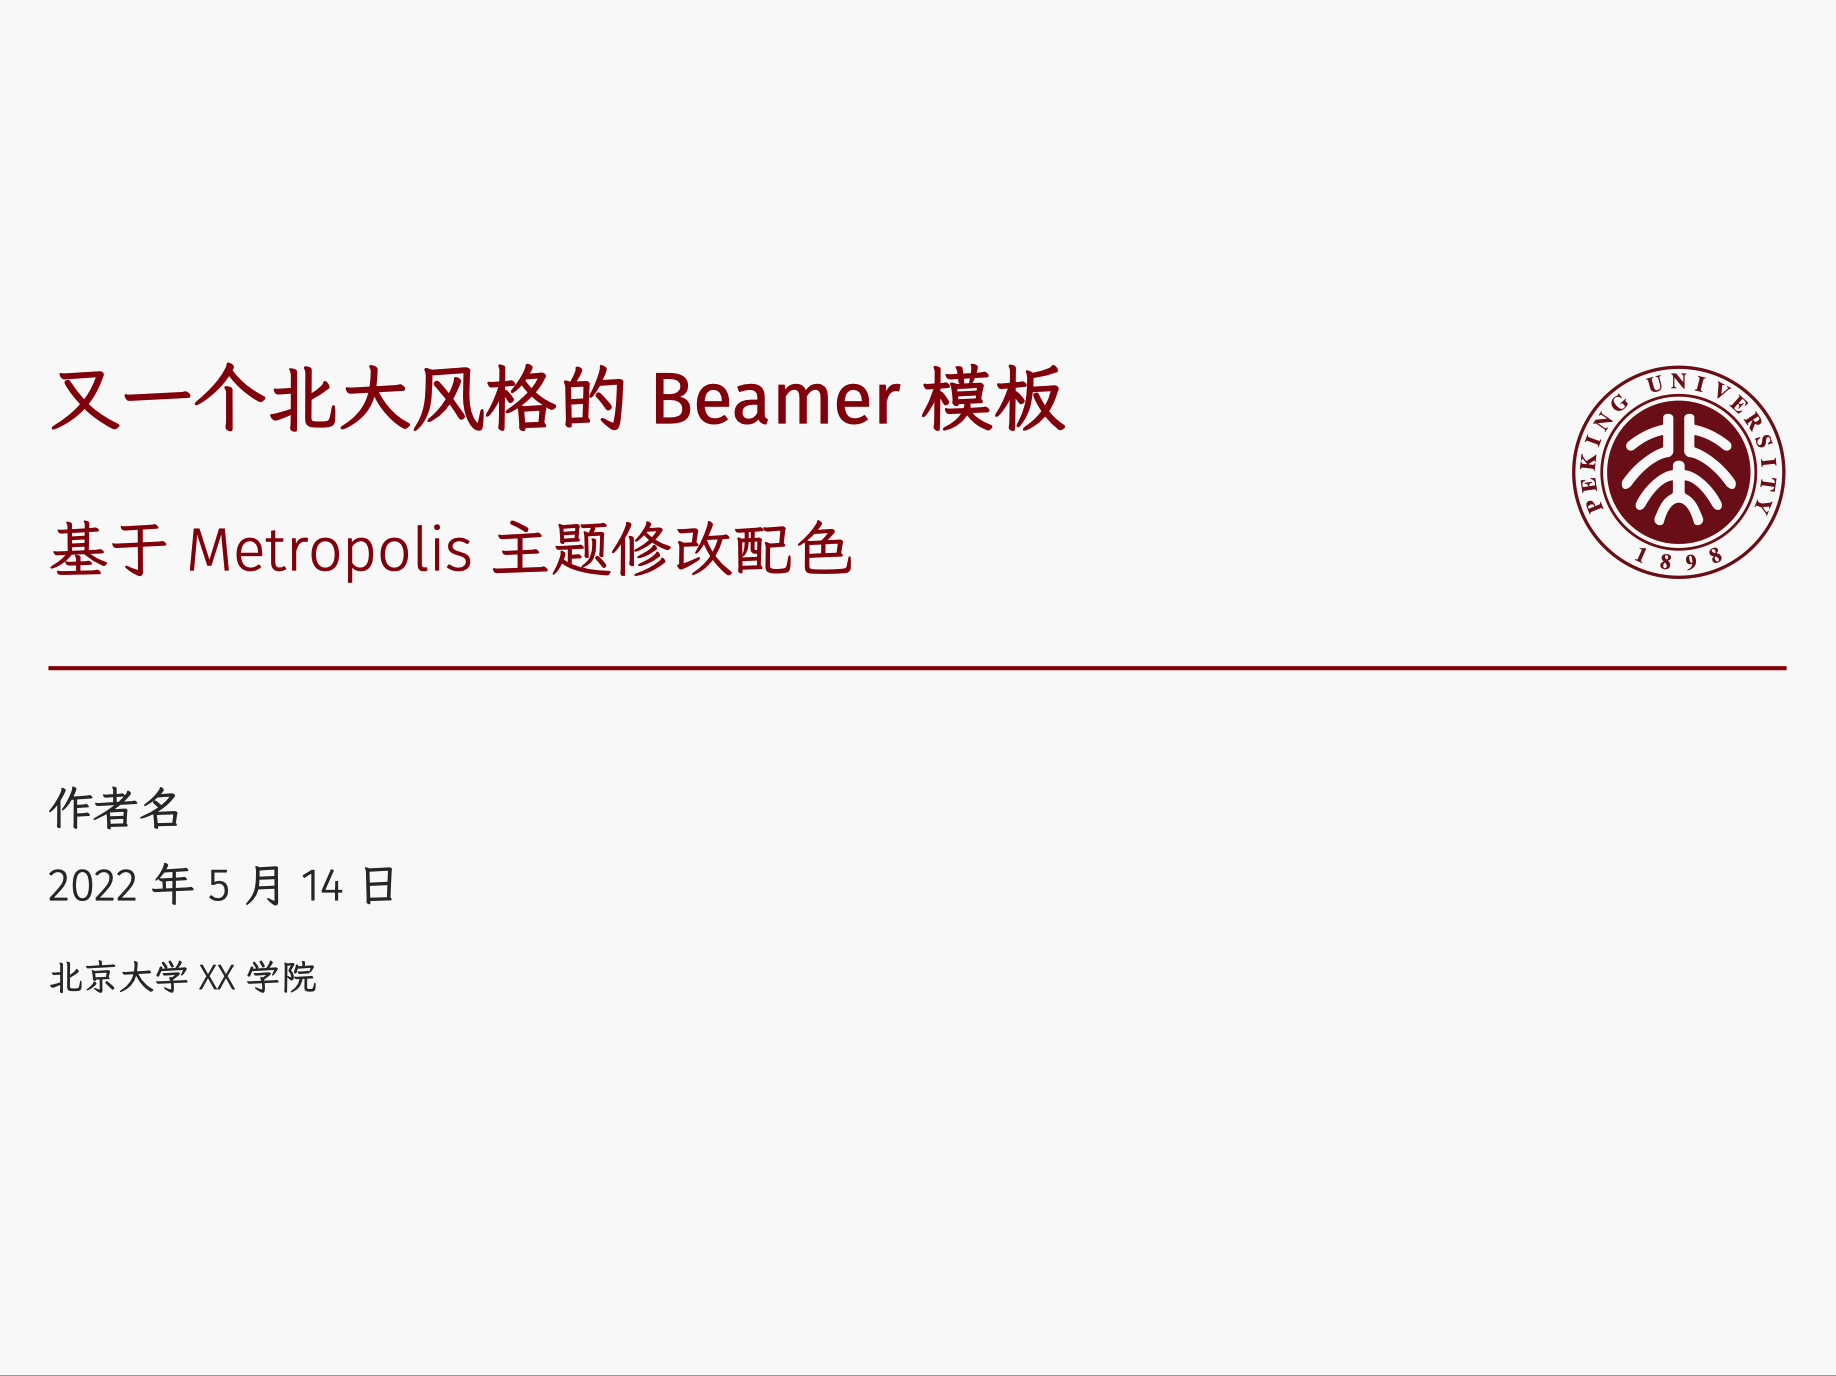 又一个北大风格的 Beamer 模板
基于 Metropolis 主题修改配色
PEKING UNIVERSITY
1898
作者名
2022 年 5 月 14 日
北京大学 XX 学院